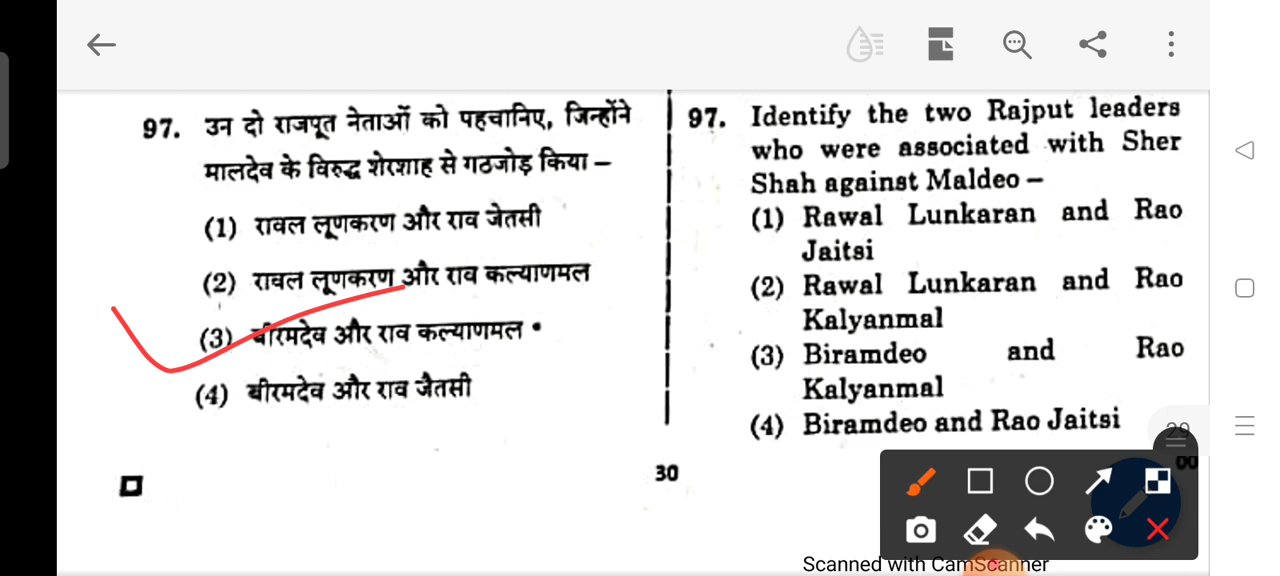 97. उन दो राजपूत नेताओं को पहचानिए, जिन्होंने
मालदेव के विरुद्ध शेरशाह से गठजोड़ किया –
(1) रावल लूणकरण और राव जेतसी
(2) रावल लूणकरण और राव कल्याणमल
(3) बीरमदेव और राव कल्याणमल
(4) बीरमदेव और राव जैतसी
97. Identify the two Rajput leaders
who were associated with Sher
Shah against Maldeo –
(1) Rawal Lunkaran and Rao
Jaitsi
(2) Rawal Lunkaran and Rao
Kalyanmal
(3) Biramdeo and Rao
Kalyanmal
(4) Biramdeo and Rao Jaitsi
29
30
00
Scanned with CamScanner